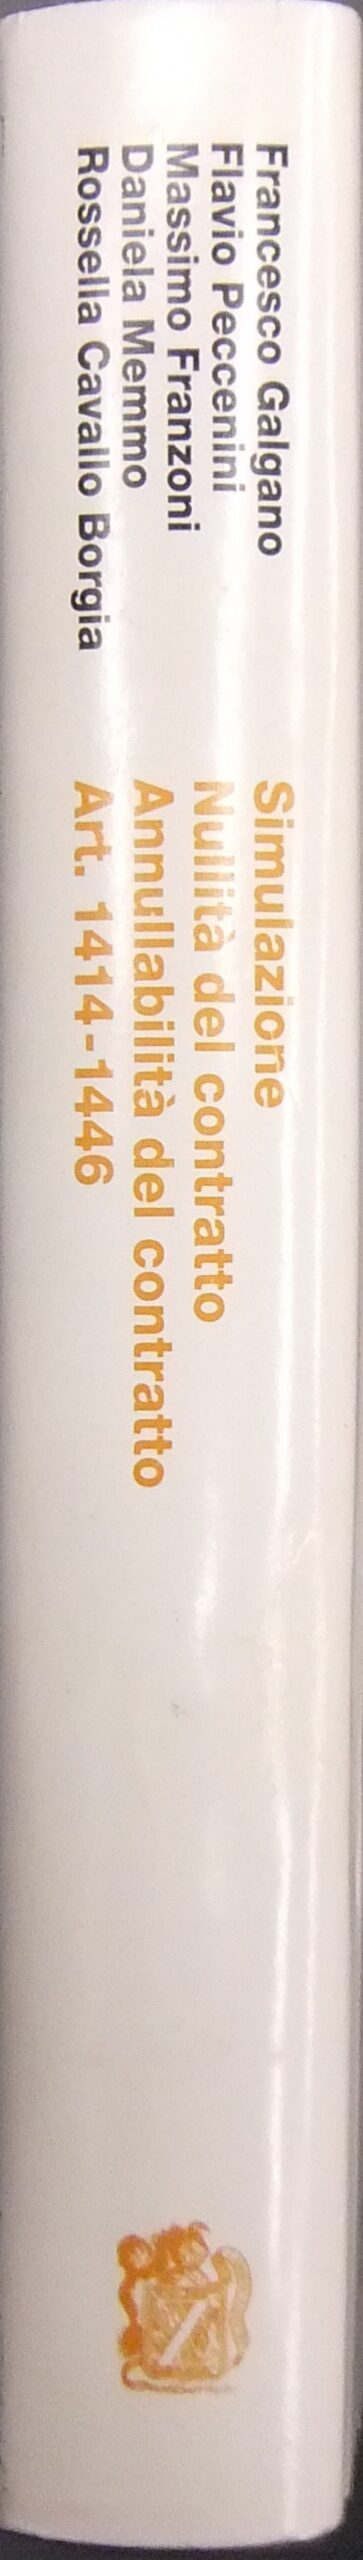 Francesco Galgano
Flavio Peccenini
Massimo Franzoni
Daniela Memmo
Rossella Cavallo Borgia
Simulazione
Nullità del contratto
Annullabilità del contratto
Art. 1414-1446